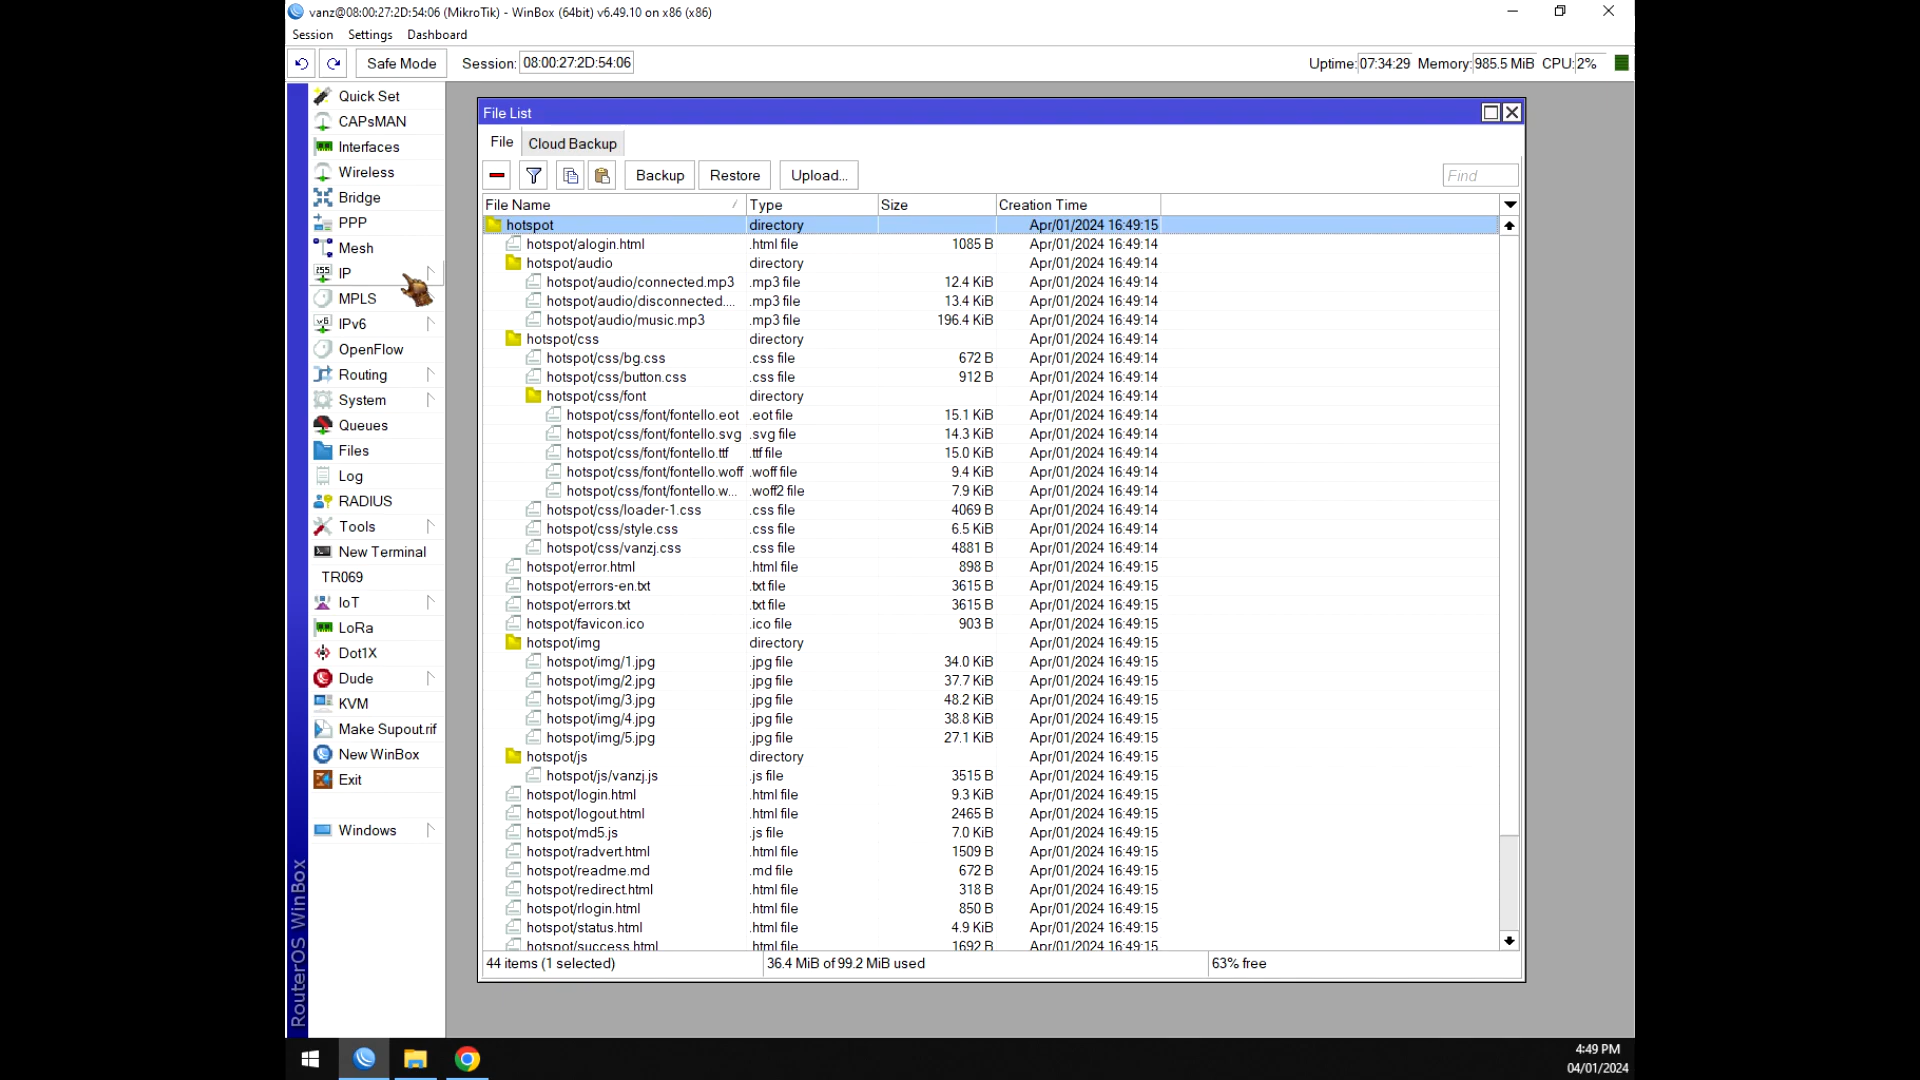 vanz@08:00:27:2D:54:06 (MikroTik) - WinBox (64bit) v6.49.10 on x86 (x86)
Session Settings Dashboard
Safe Mode Session: 08:00:27:2D:54:06 Uptime: 07:34:29 Memory: 985.5 MiB CPU: 2%
Quick Set
CAPsMAN
Interfaces
Wireless
Bridge
PPP
Mesh
IP
MPLS
IPv6
OpenFlow
Routing
System
Queues
Files
Log
RADIUS
Tools
New Terminal
TR069
IoT
LoRa
Dot1X
Dude
KVM
Make Supout.rif
New WinBox
Exit
Windows
RouterOS WinBox
File List
File Cloud Backup
Backup Restore Upload... Find
File Name Type Size Creation Time
hotspot directory Apr/01/2024 16:49:15
hotspot/alogin.html .html file 1085 B Apr/01/2024 16:49:14
hotspot/audio directory Apr/01/2024 16:49:14
hotspot/audio/connected.mp3 .mp3 file 12.4 KiB Apr/01/2024 16:49:14
hotspot/audio/disconnected.... .mp3 file 13.4 KiB Apr/01/2024 16:49:14
hotspot/audio/music.mp3 .mp3 file 196.4 KiB Apr/01/2024 16:49:14
hotspot/css directory Apr/01/2024 16:49:14
hotspot/css/bg.css .css file 672 B Apr/01/2024 16:49:14
hotspot/css/button.css .css file 912 B Apr/01/2024 16:49:14
hotspot/css/font directory Apr/01/2024 16:49:14
hotspot/css/font/fontello.eot .eot file 15.1 KiB Apr/01/2024 16:49:14
hotspot/css/font/fontello.svg .svg file 14.3 KiB Apr/01/2024 16:49:14
hotspot/css/font/fontello.ttf .ttf file 15.0 KiB Apr/01/2024 16:49:14
hotspot/css/font/fontello.woff .woff file 9.4 KiB Apr/01/2024 16:49:14
hotspot/css/font/fontello.w... .woff2 file 7.9 KiB Apr/01/2024 16:49:14
hotspot/css/loader-1.css .css file 4069 B Apr/01/2024 16:49:14
hotspot/css/style.css .css file 6.5 KiB Apr/01/2024 16:49:14
hotspot/css/vanzj.css .css file 4881 B Apr/01/2024 16:49:14
hotspot/error.html .html file 898 B Apr/01/2024 16:49:15
hotspot/errors-en.txt .txt file 3615 B Apr/01/2024 16:49:15
hotspot/errors.txt .txt file 3615 B Apr/01/2024 16:49:15
hotspot/favicon.ico .ico file 903 B Apr/01/2024 16:49:15
hotspot/img directory Apr/01/2024 16:49:15
hotspot/img/1.jpg .jpg file 34.0 KiB Apr/01/2024 16:49:15
hotspot/img/2.jpg .jpg file 37.7 KiB Apr/01/2024 16:49:15
hotspot/img/3.jpg .jpg file 48.2 KiB Apr/01/2024 16:49:15
hotspot/img/4.jpg .jpg file 38.8 KiB Apr/01/2024 16:49:15
hotspot/img/5.jpg .jpg file 27.1 KiB Apr/01/2024 16:49:15
hotspot/js directory Apr/01/2024 16:49:15
hotspot/js/vanzj.js .js file 3515 B Apr/01/2024 16:49:15
hotspot/login.html .html file 9.3 KiB Apr/01/2024 16:49:15
hotspot/logout.html .html file 2465 B Apr/01/2024 16:49:15
hotspot/md5.js .js file 7.0 KiB Apr/01/2024 16:49:15
hotspot/radvert.html .html file 1509 B Apr/01/2024 16:49:15
hotspot/readme.md .md file 672 B Apr/01/2024 16:49:15
hotspot/redirect.html .html file 318 B Apr/01/2024 16:49:15
hotspot/rlogin.html .html file 850 B Apr/01/2024 16:49:15
hotspot/status.html .html file 4.9 KiB Apr/01/2024 16:49:15
hotspot/success.html .html file 1692 B Apr/01/2024 16:49:15
44 items (1 selected) 36.4 MiB of 99.2 MiB used 63% free
4:49 PM
04/01/2024